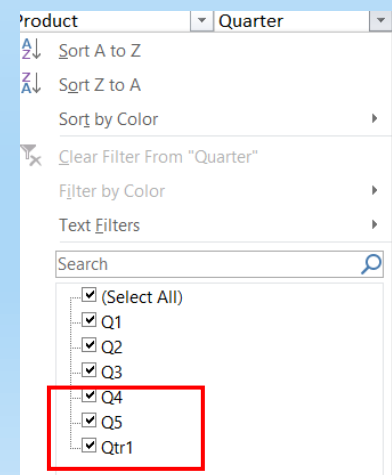 Product Quarter
Sort A to Z
Sort Z to A
Sort by Color
Clear Filter From "Quarter"
Filter by Color
Text Filters
Search
(Select All)
Q1
Q2
Q3
Q4
Q5
Qtr1